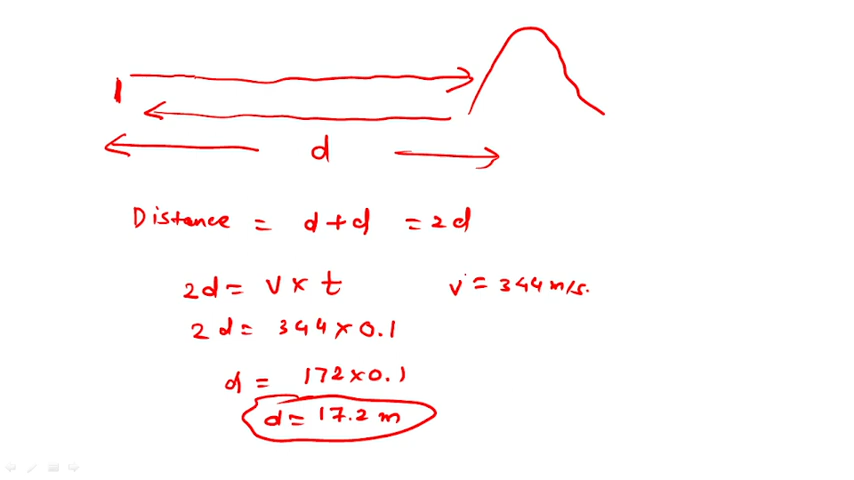 d
Distance = d+d = 2d
2d = v × t v = 344 m/s.
2d = 344 × 0.1
d = 172 × 0.1
d = 17.2 m